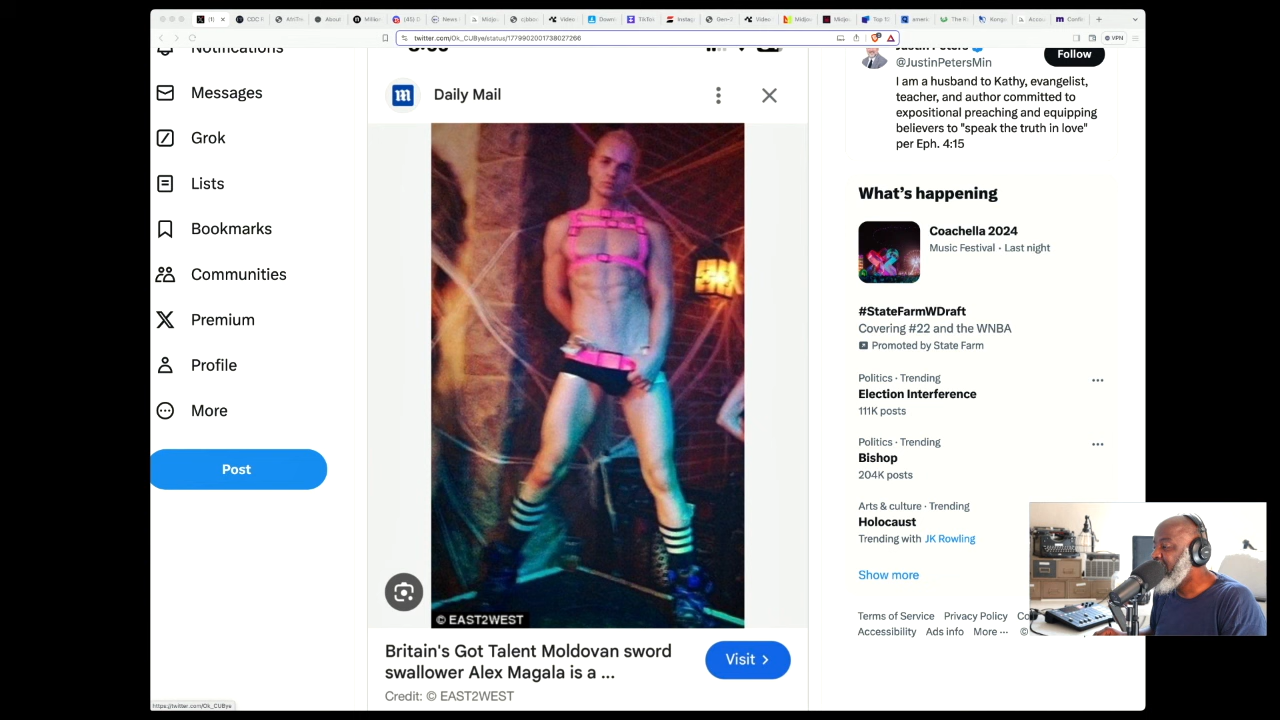 twitter.com/Ok_CUBye/status/1779902001738027266
VPN
Notifications
Messages
Grok
Lists
Bookmarks
Communities
Premium
Profile
More
Post
Daily Mail
© EAST2WEST
Britain's Got Talent Moldovan sword
swallower Alex Magala is a ...
Visit
Credit: © EAST2WEST
Justin Peters
@JustinPetersMin
Follow
I am a husband to Kathy, evangelist,
teacher, and author committed to
expositional preaching and equipping
believers to "speak the truth in love"
per Eph. 4:15
What's happening
Coachella 2024
Music Festival · Last night
#StateFarmWDraft
Covering #22 and the WNBA
Promoted by State Farm
Politics · Trending
Election Interference
111K posts
Politics · Trending
Bishop
204K posts
Arts & culture · Trending
Holocaust
Trending with JK Rowling
Show more
Terms of Service Privacy Policy
Accessibility Ads info More ··· ©
https://twitter.com/Ok_CUBye